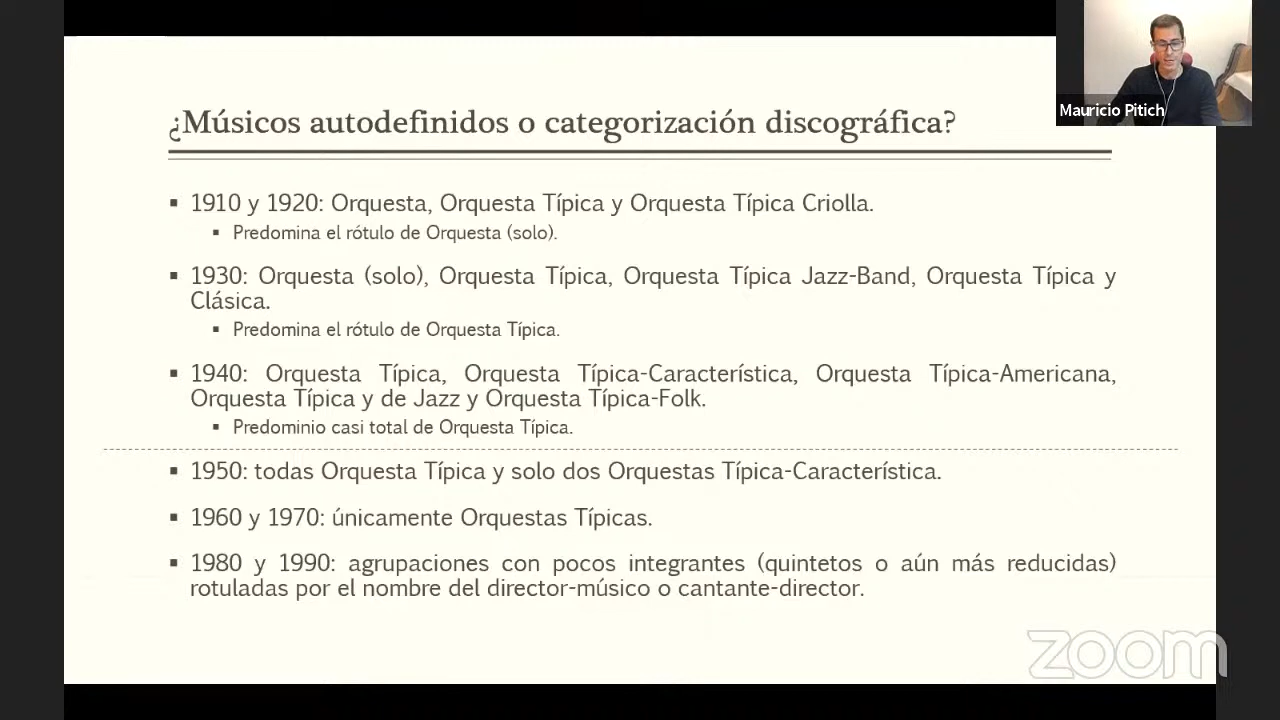 ¿Músicos autodefinidos o categorización discográfica?
Mauricio Pitich
▪ 1910 y 1920: Orquesta, Orquesta Típica y Orquesta Típica Criolla.
▪ Predomina el rótulo de Orquesta (solo).
▪ 1930: Orquesta (solo), Orquesta Típica, Orquesta Típica Jazz-Band, Orquesta Típica y
Clásica.
▪ Predomina el rótulo de Orquesta Típica.
▪ 1940: Orquesta Típica, Orquesta Típica-Característica, Orquesta Típica-Americana,
Orquesta Típica y de Jazz y Orquesta Típica-Folk.
▪ Predominio casi total de Orquesta Típica.
▪ 1950: todas Orquesta Típica y solo dos Orquestas Típica-Característica.
▪ 1960 y 1970: únicamente Orquestas Típicas.
▪ 1980 y 1990: agrupaciones con pocos integrantes (quintetos o aún más reducidas)
rotuladas por el nombre del director-músico o cantante-director.
zoom